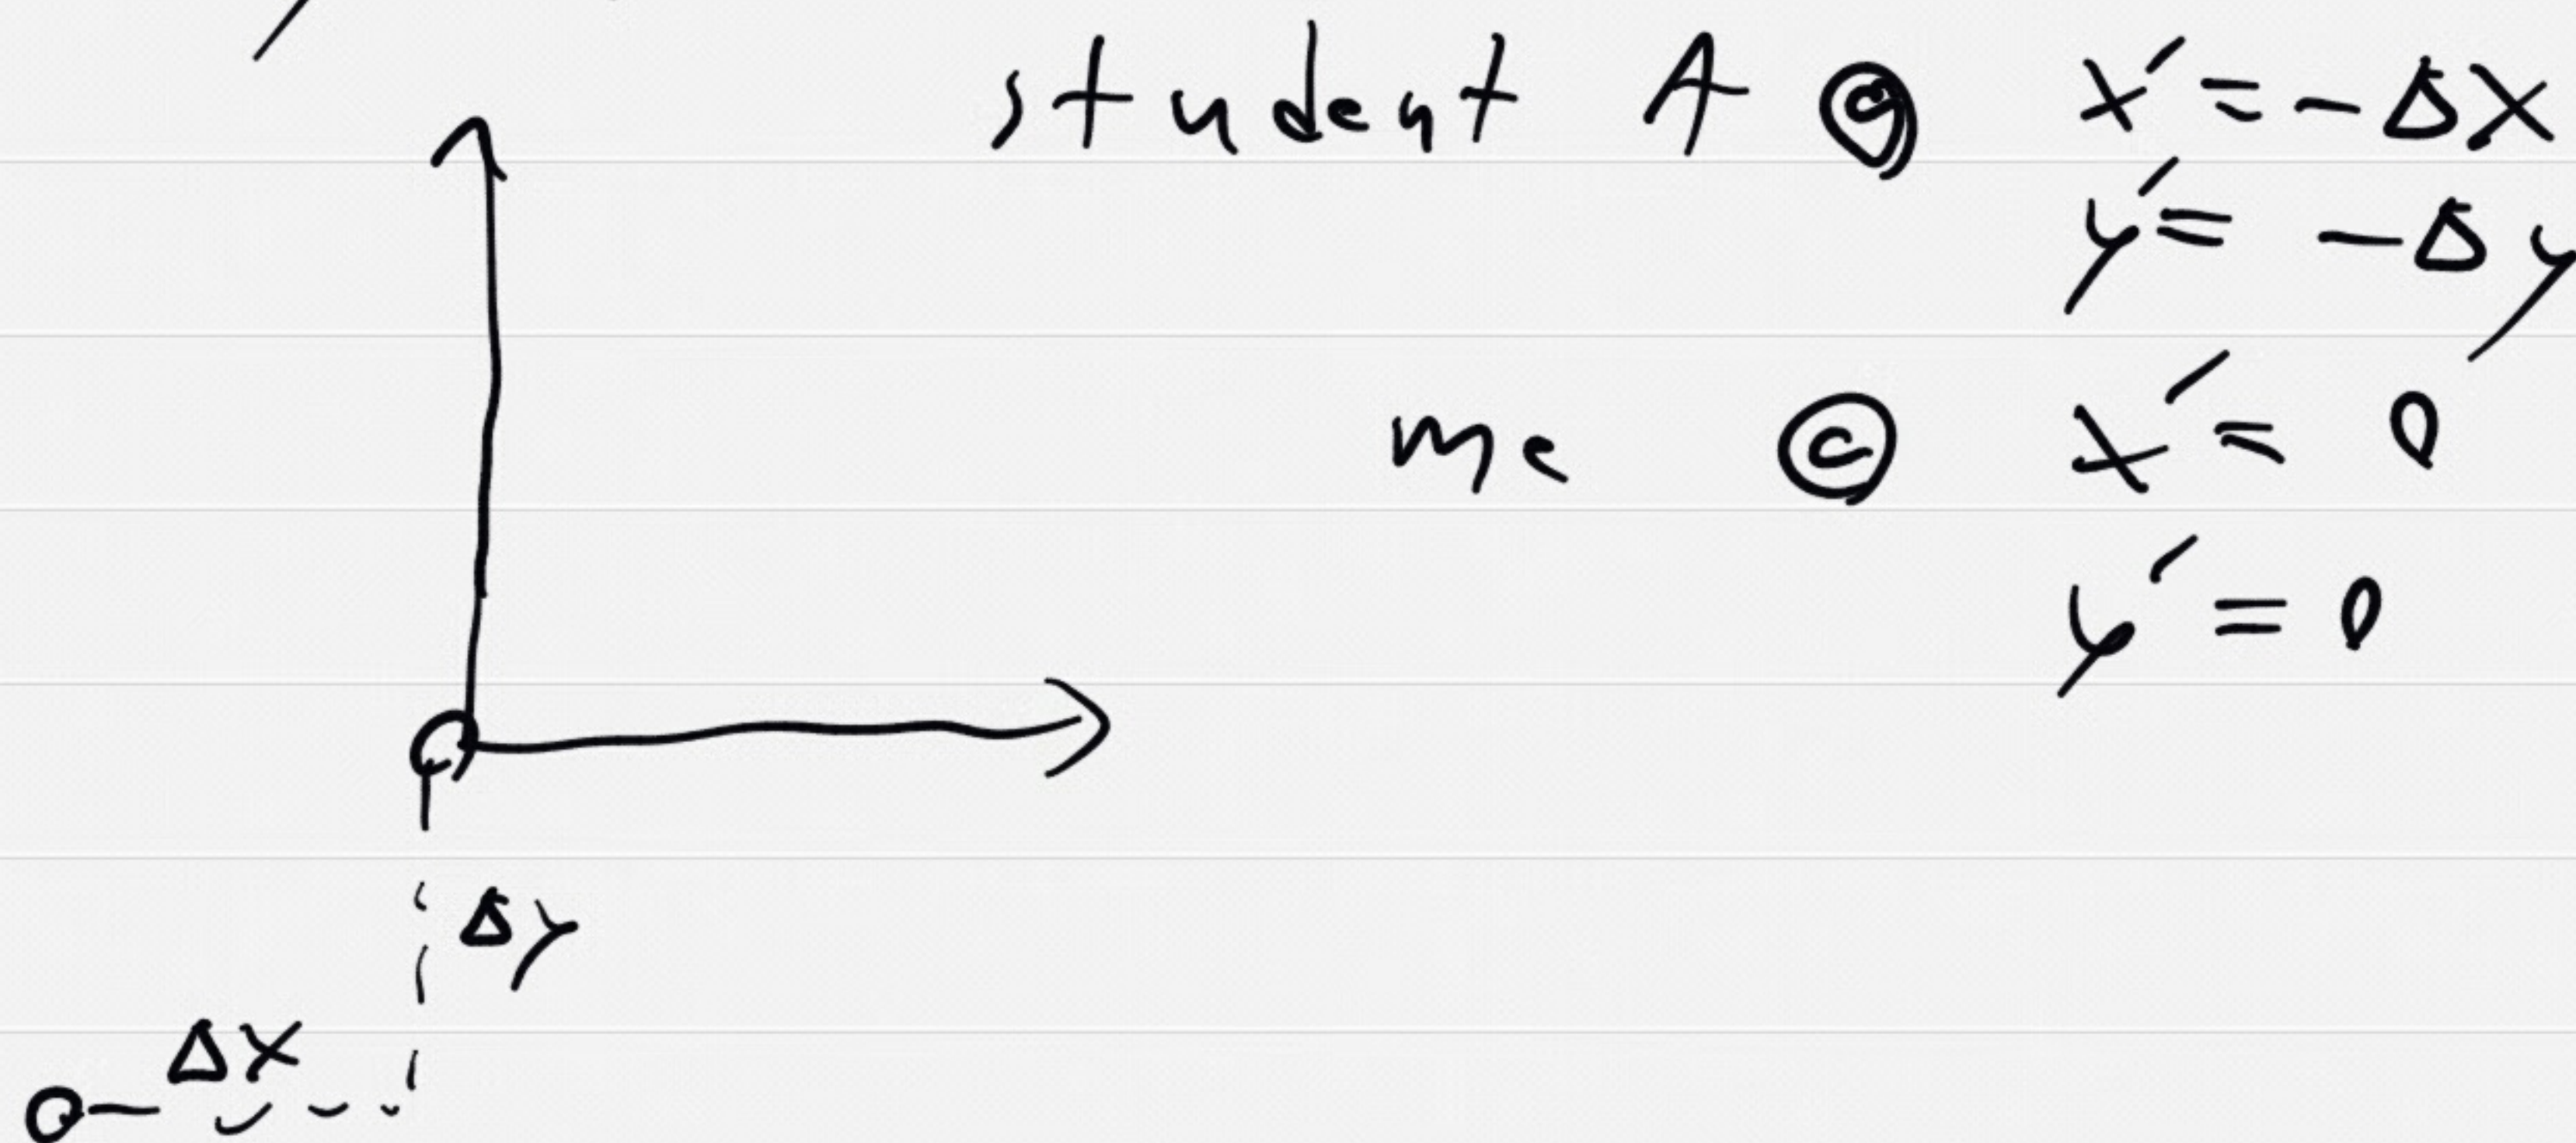 student A @ x′ = -Δx
y′ = -Δy
me @ x′ = 0
y′ = 0
Δy
Δx